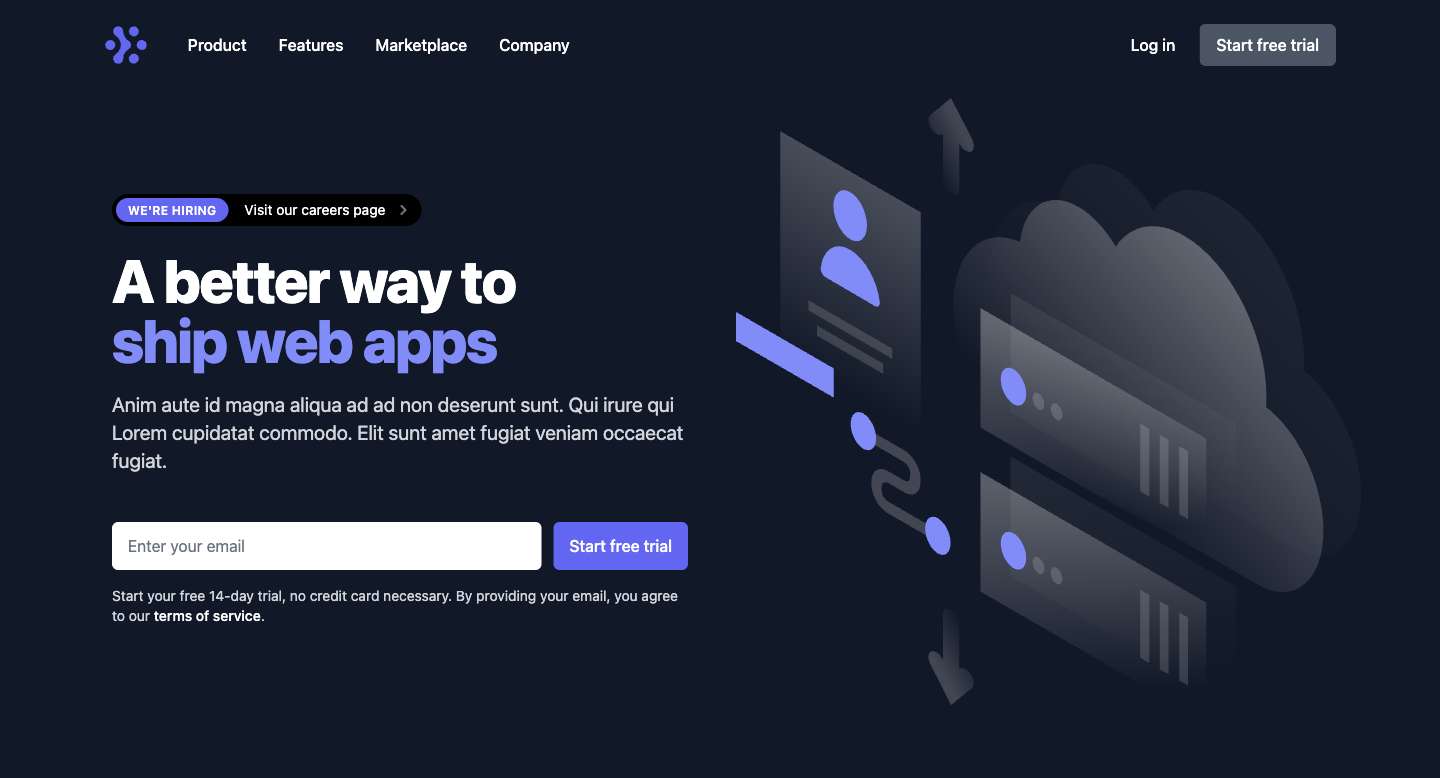 Product Features Marketplace Company Log in Start free trial
WE'RE HIRING Visit our careers page
A better way to
ship web apps
Anim aute id magna aliqua ad ad non deserunt sunt. Qui irure qui
Lorem cupidatat commodo. Elit sunt amet fugiat veniam occaecat
fugiat.
Enter your email Start free trial
Start your free 14-day trial, no credit card necessary. By providing your email, you agree
to our terms of service.